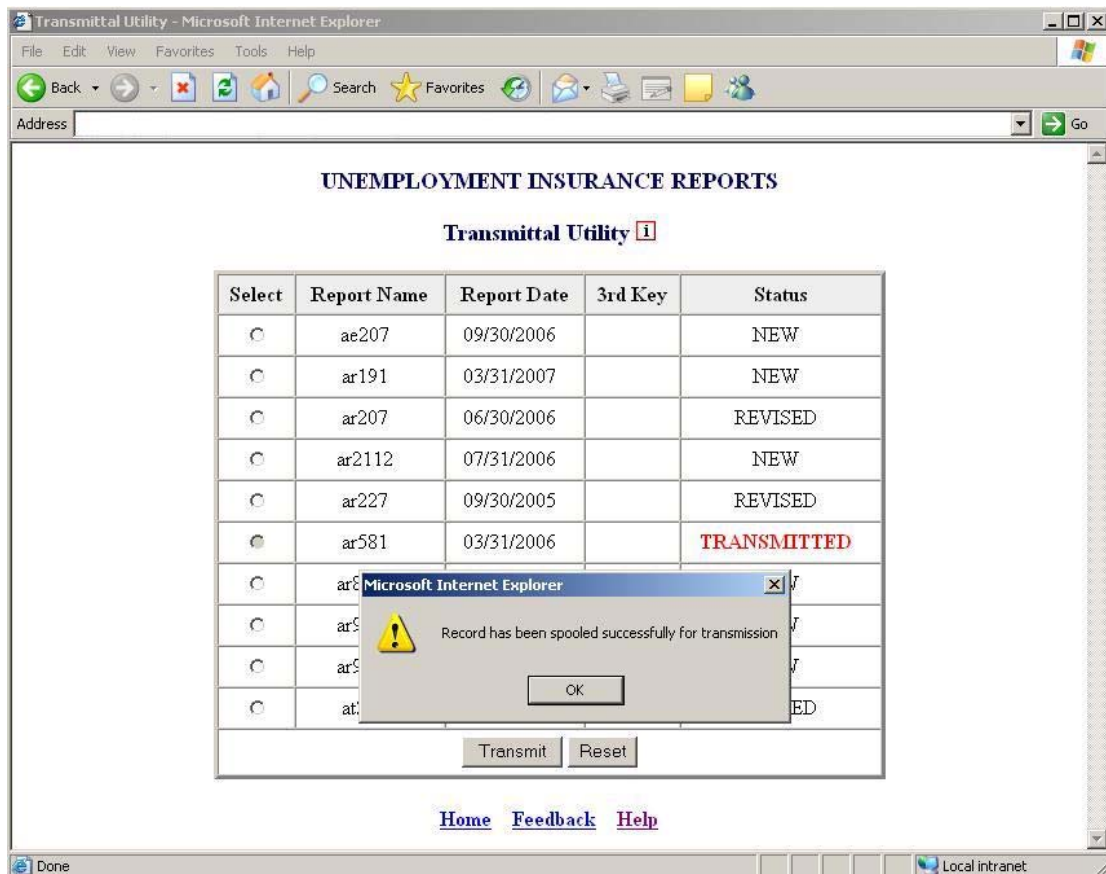 Transmittal Utility - Microsoft Internet Explorer
File Edit View Favorites Tools Help
Back Search Favorites
Address Go
UNEMPLOYMENT INSURANCE REPORTS
Transmittal Utility i
Select Report Name Report Date 3rd Key Status
ae207 09/30/2006 NEW
ar191 03/31/2007 NEW
ar207 06/30/2006 REVISED
ar2112 07/31/2006 NEW
ar227 09/30/2005 REVISED
ar581 03/31/2006 TRANSMITTED
Microsoft Internet Explorer
Record has been spooled successfully for transmission
OK
Transmit Reset
Home Feedback Help
Done Local intranet